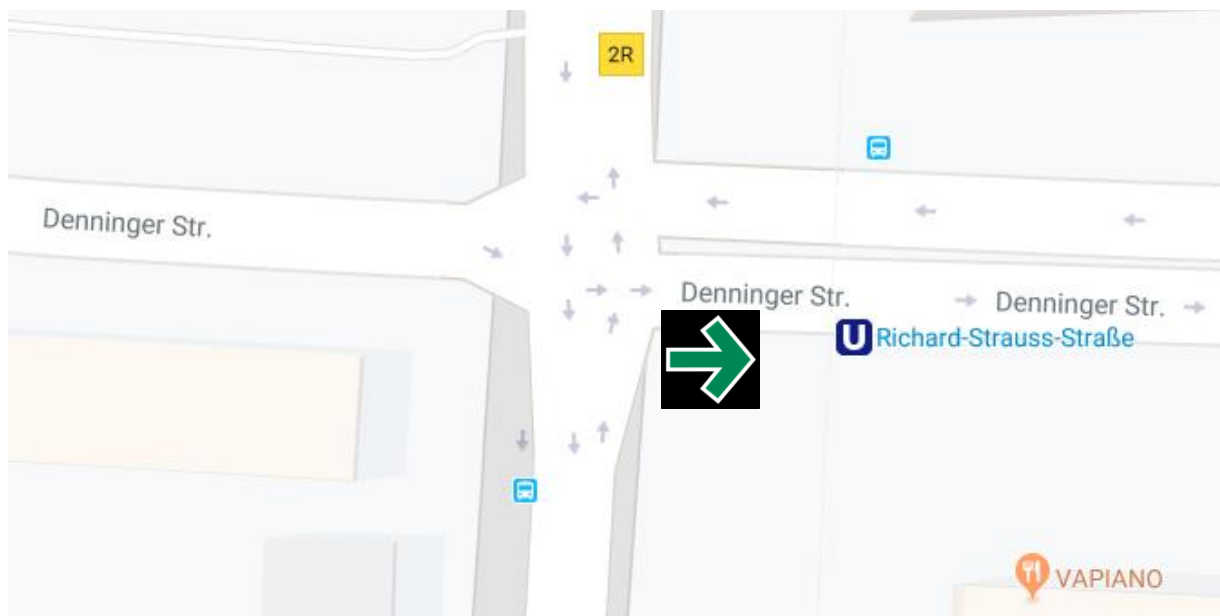 2R
Denninger Str.
Denninger Str.
Denninger Str.
U
Richard-Strauss-Straße
VAPIANO